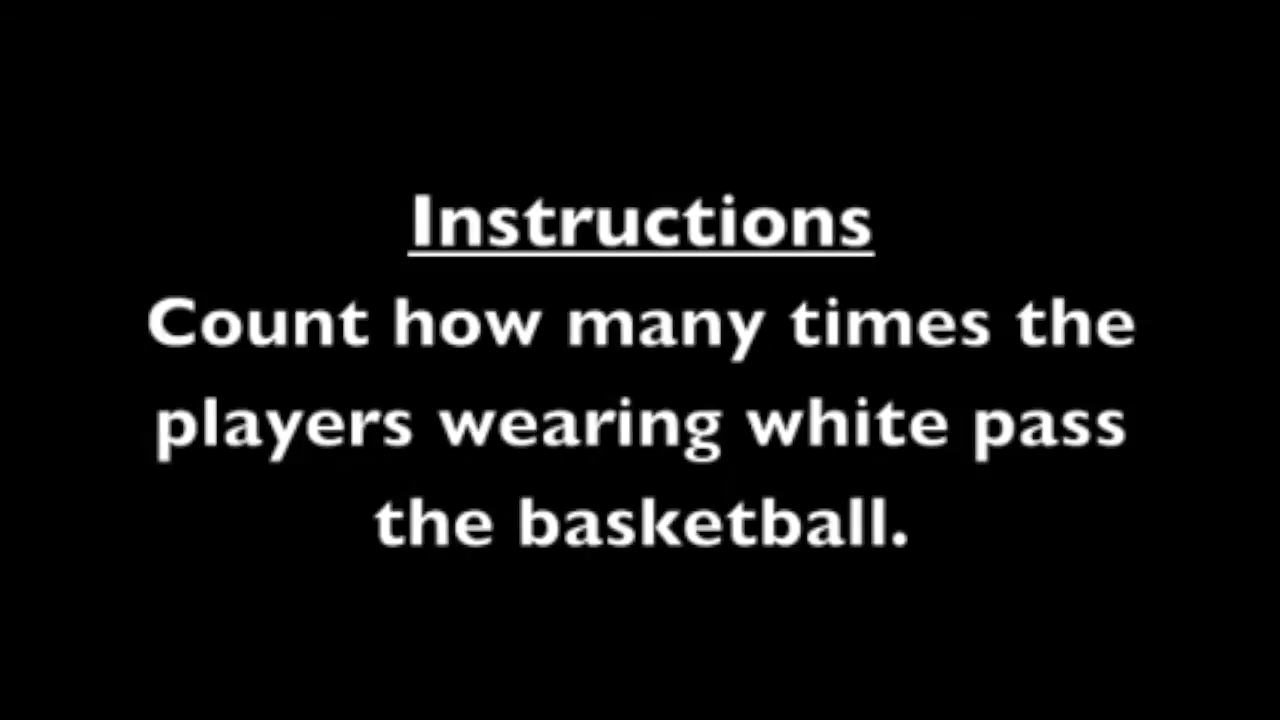 Instructions
Count how many times the
players wearing white pass
the basketball.